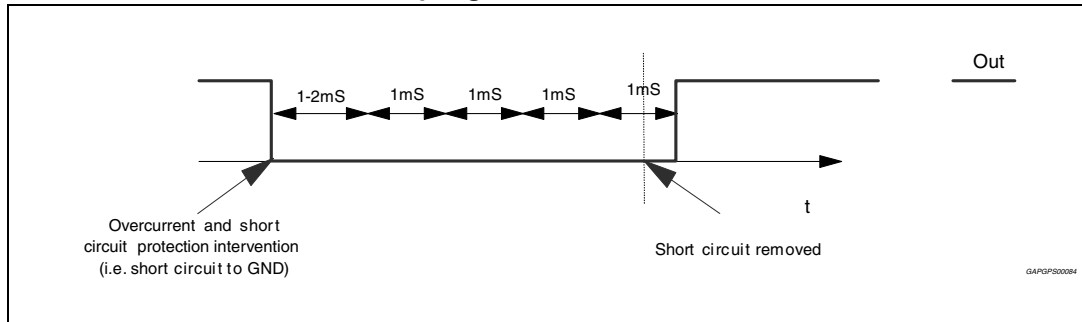 Out
1-2mS 1mS 1mS 1mS 1mS
t
Overcurrent and short
circuit protection intervention
(i.e. short circuit to GND)
Short circuit removed
GAPGPS00084